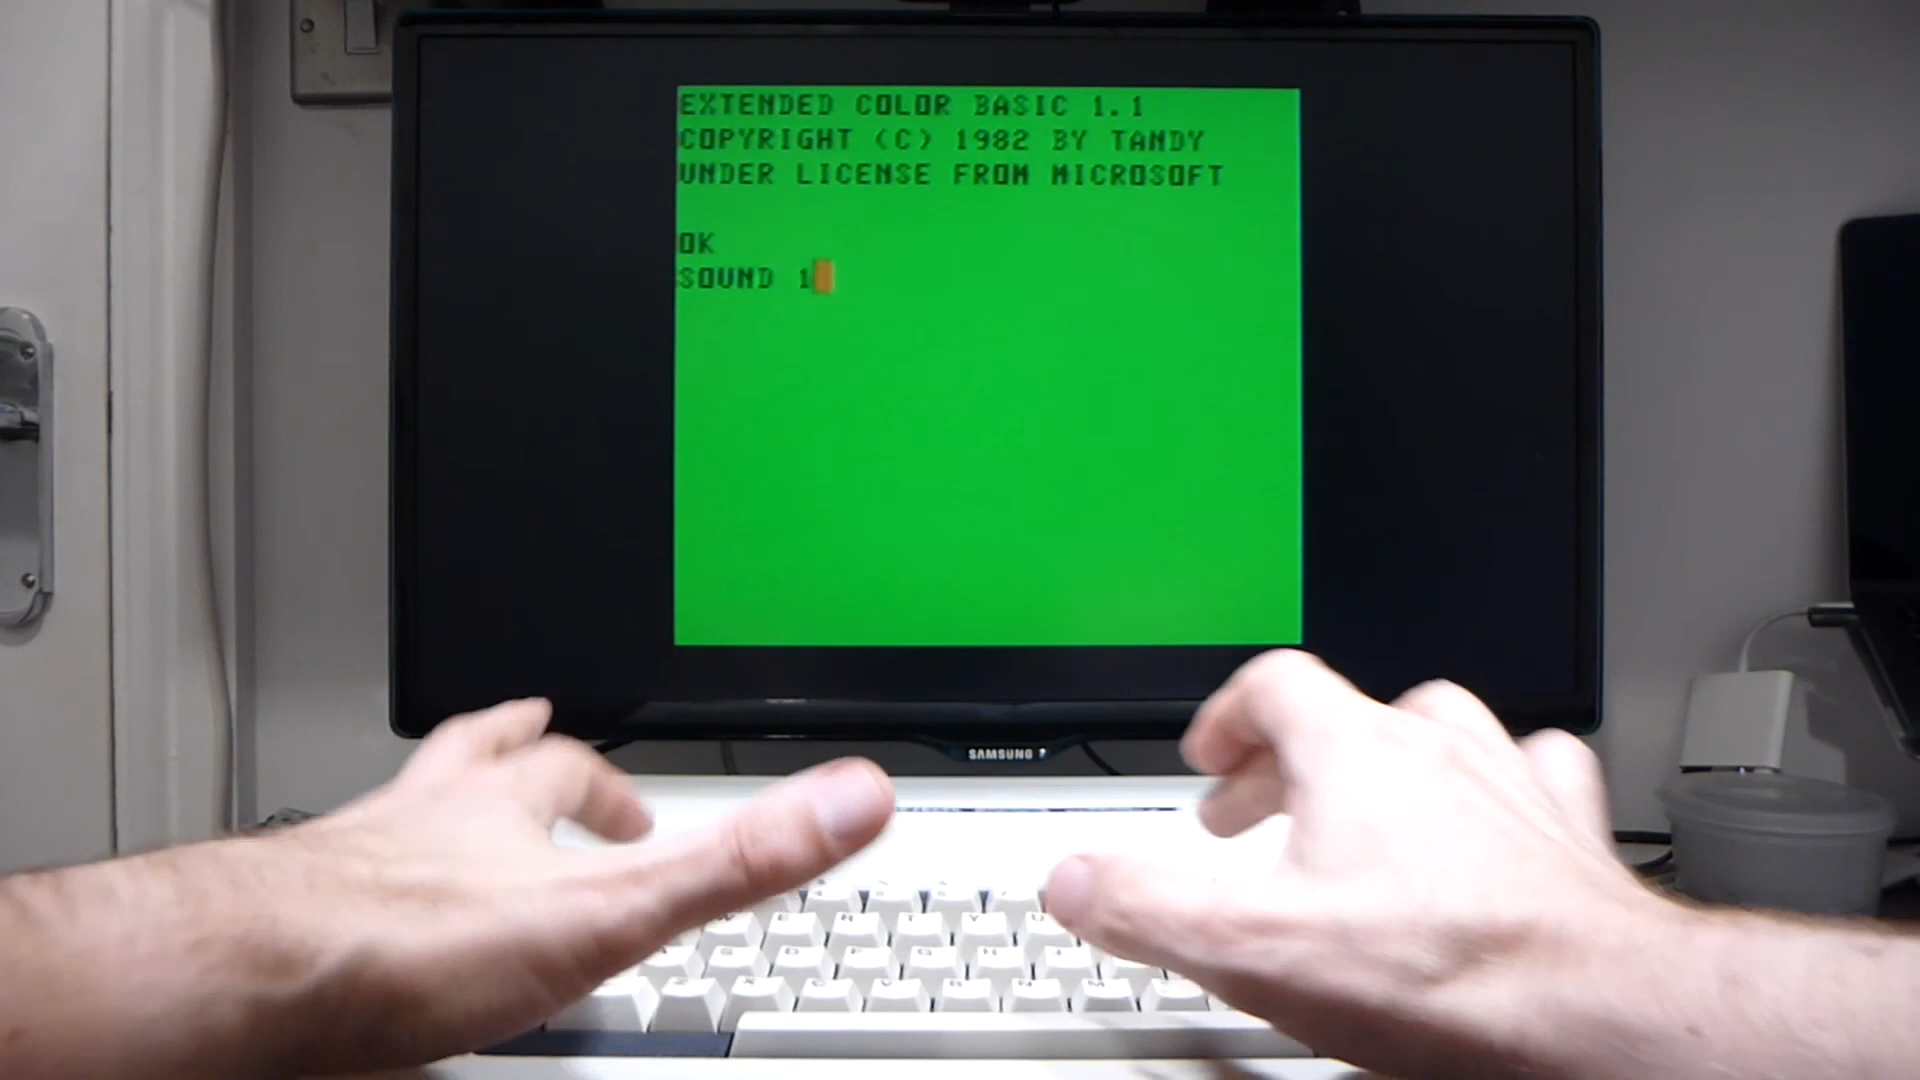 EXTENDED COLOR BASIC 1.1
COPYRIGHT (C) 1982 BY TANDY
UNDER LICENSE FROM MICROSOFT
OK
SOUND 1
SAMSUNG
E R T Y U